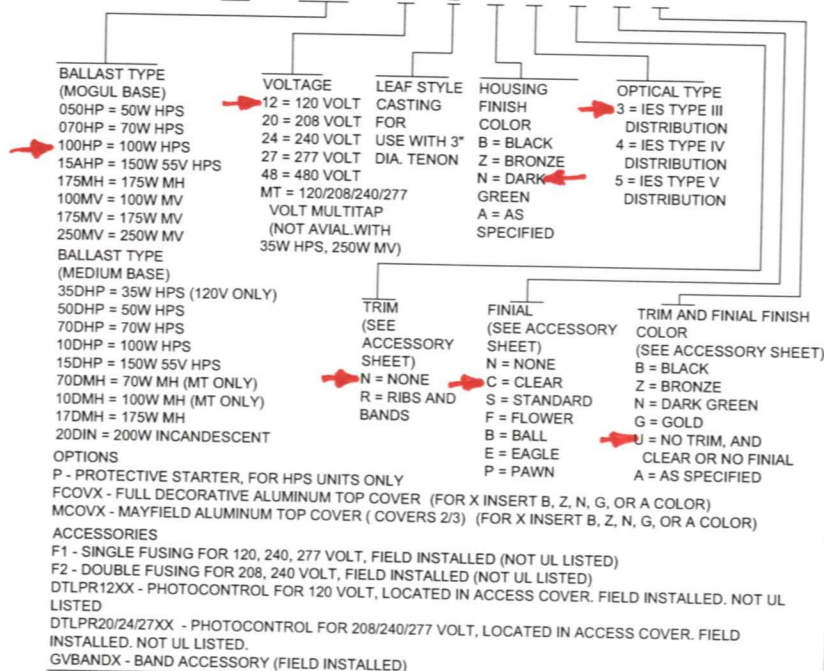 BALLAST TYPE
(MOGUL BASE)
050HP = 50W HPS
070HP = 70W HPS
100HP = 100W HPS
15AHP = 150W 55V HPS
175MH = 175W MH
100MV = 100W MV
175MV = 175W MV
250MV = 250W MV
BALLAST TYPE
(MEDIUM BASE)
35DHP = 35W HPS (120V ONLY)
50DHP = 50W HPS
70DHP = 70W HPS
10DHP = 100W HPS
15DHP = 150W 55V HPS
70DMH = 70W MH (MT ONLY)
10DMH = 100W MH (MT ONLY)
17DMH = 175W MH
20DIN = 200W INCANDESCENT
VOLTAGE
12 = 120 VOLT
20 = 208 VOLT
24 = 240 VOLT
27 = 277 VOLT
48 = 480 VOLT
MT = 120/208/240/277
VOLT MULTITAP
(NOT AVIAL.WITH
35W HPS, 250W MV)
LEAF STYLE
CASTING
FOR
USE WITH 3"
DIA. TENON
HOUSING
FINISH
COLOR
B = BLACK
Z = BRONZE
N = DARK
GREEN
A = AS
SPECIFIED
OPTICAL TYPE
3 = IES TYPE III
DISTRIBUTION
4 = IES TYPE IV
DISTRIBUTION
5 = IES TYPE V
DISTRIBUTION
TRIM
(SEE
ACCESSORY
SHEET)
N = NONE
R = RIBS AND
BANDS
FINIAL
(SEE ACCESSORY
SHEET)
N = NONE
C = CLEAR
S = STANDARD
F = FLOWER
B = BALL
E = EAGLE
P = PAWN
TRIM AND FINIAL FINISH
COLOR
(SEE ACCESSORY SHEET)
B = BLACK
Z = BRONZE
N = DARK GREEN
G = GOLD
U = NO TRIM, AND
CLEAR OR NO FINIAL
A = AS SPECIFIED
OPTIONS
P - PROTECTIVE STARTER, FOR HPS UNITS ONLY
FCOVX - FULL DECORATIVE ALUMINUM TOP COVER (FOR X INSERT B, Z, N, G, OR A COLOR)
MCOVX - MAYFIELD ALUMINUM TOP COVER ( COVERS 2/3) (FOR X INSERT B, Z, N, G, OR A COLOR)
ACCESSORIES
F1 - SINGLE FUSING FOR 120, 240, 277 VOLT, FIELD INSTALLED (NOT UL LISTED)
F2 - DOUBLE FUSING FOR 208, 240 VOLT, FIELD INSTALLED (NOT UL LISTED)
DTLPR12XX - PHOTOCONTROL FOR 120 VOLT, LOCATED IN ACCESS COVER. FIELD INSTALLED. NOT UL
LISTED
DTLPR20/24/27XX - PHOTOCONTROL FOR 208/240/277 VOLT, LOCATED IN ACCESS COVER. FIELD
INSTALLED. NOT UL LISTED.
GVBANDX - BAND ACCESSORY (FIELD INSTALLED)